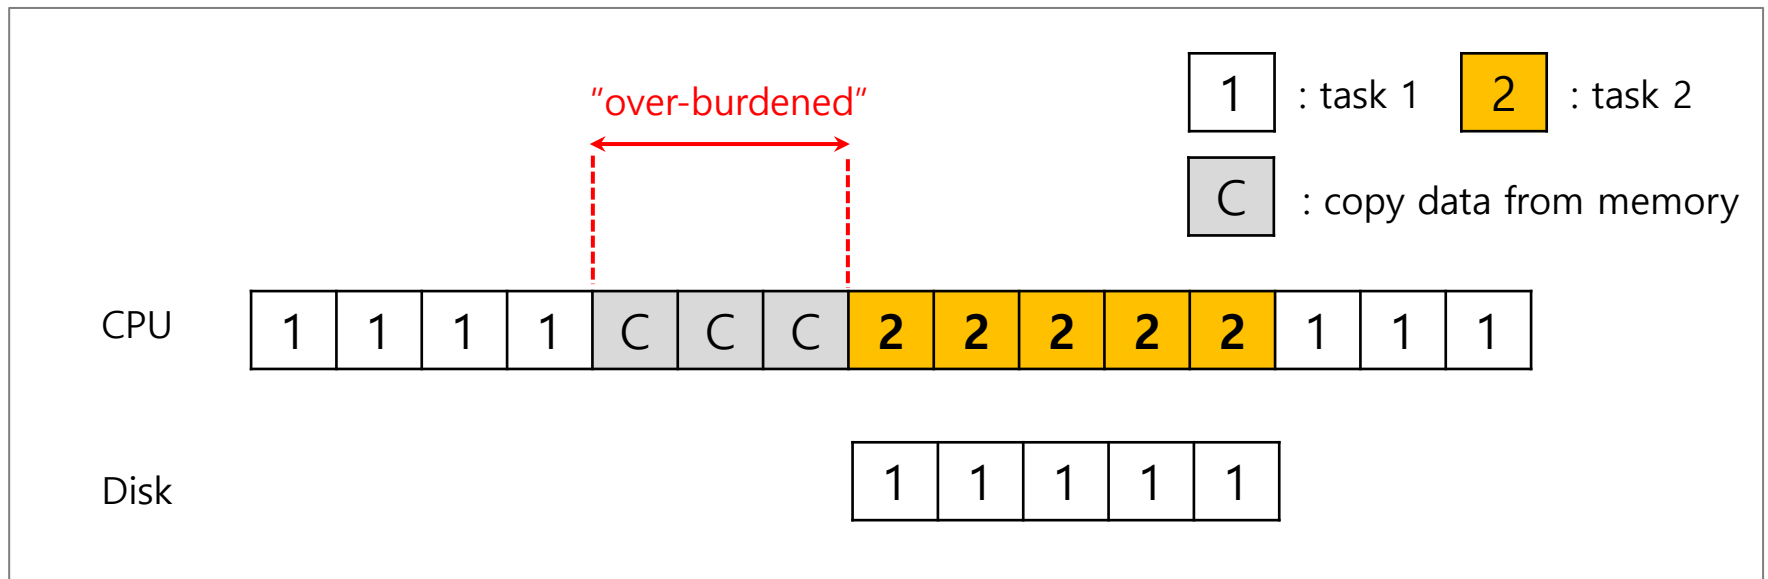 1 : task 1 2 : task 2
"over-burdened"
C : copy data from memory
CPU 1 1 1 1 C C C 2 2 2 2 2 1 1 1
Disk 1 1 1 1 1